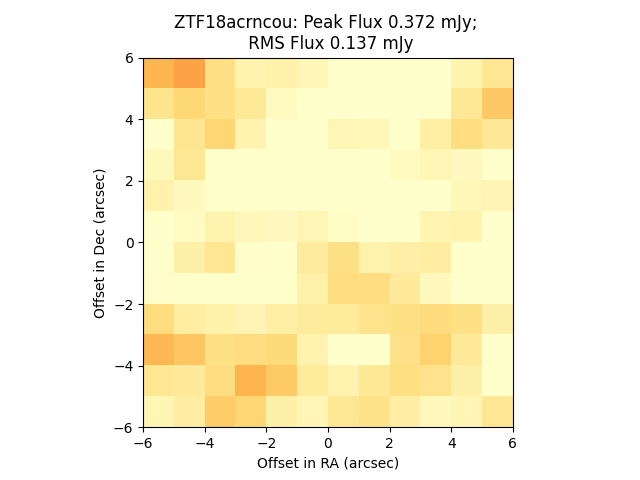 ZTF18acrncou: Peak Flux 0.372 mJy;
RMS Flux 0.137 mJy
6
4
2
0
−2
−4
−6
Offset in Dec (arcsec)
−6 −4 −2 0 2 4 6
Offset in RA (arcsec)